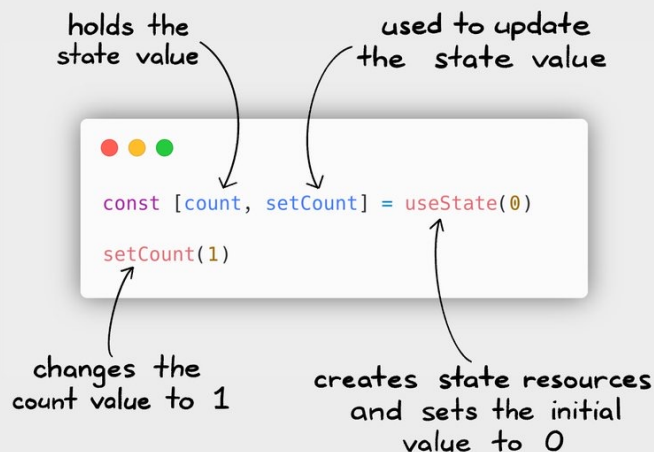 holds the
state value
used to update
the state value
const [count, setCount] = useState(0)
setCount(1)
changes the
count value to 1
creates state resources
and sets the initial
value to 0